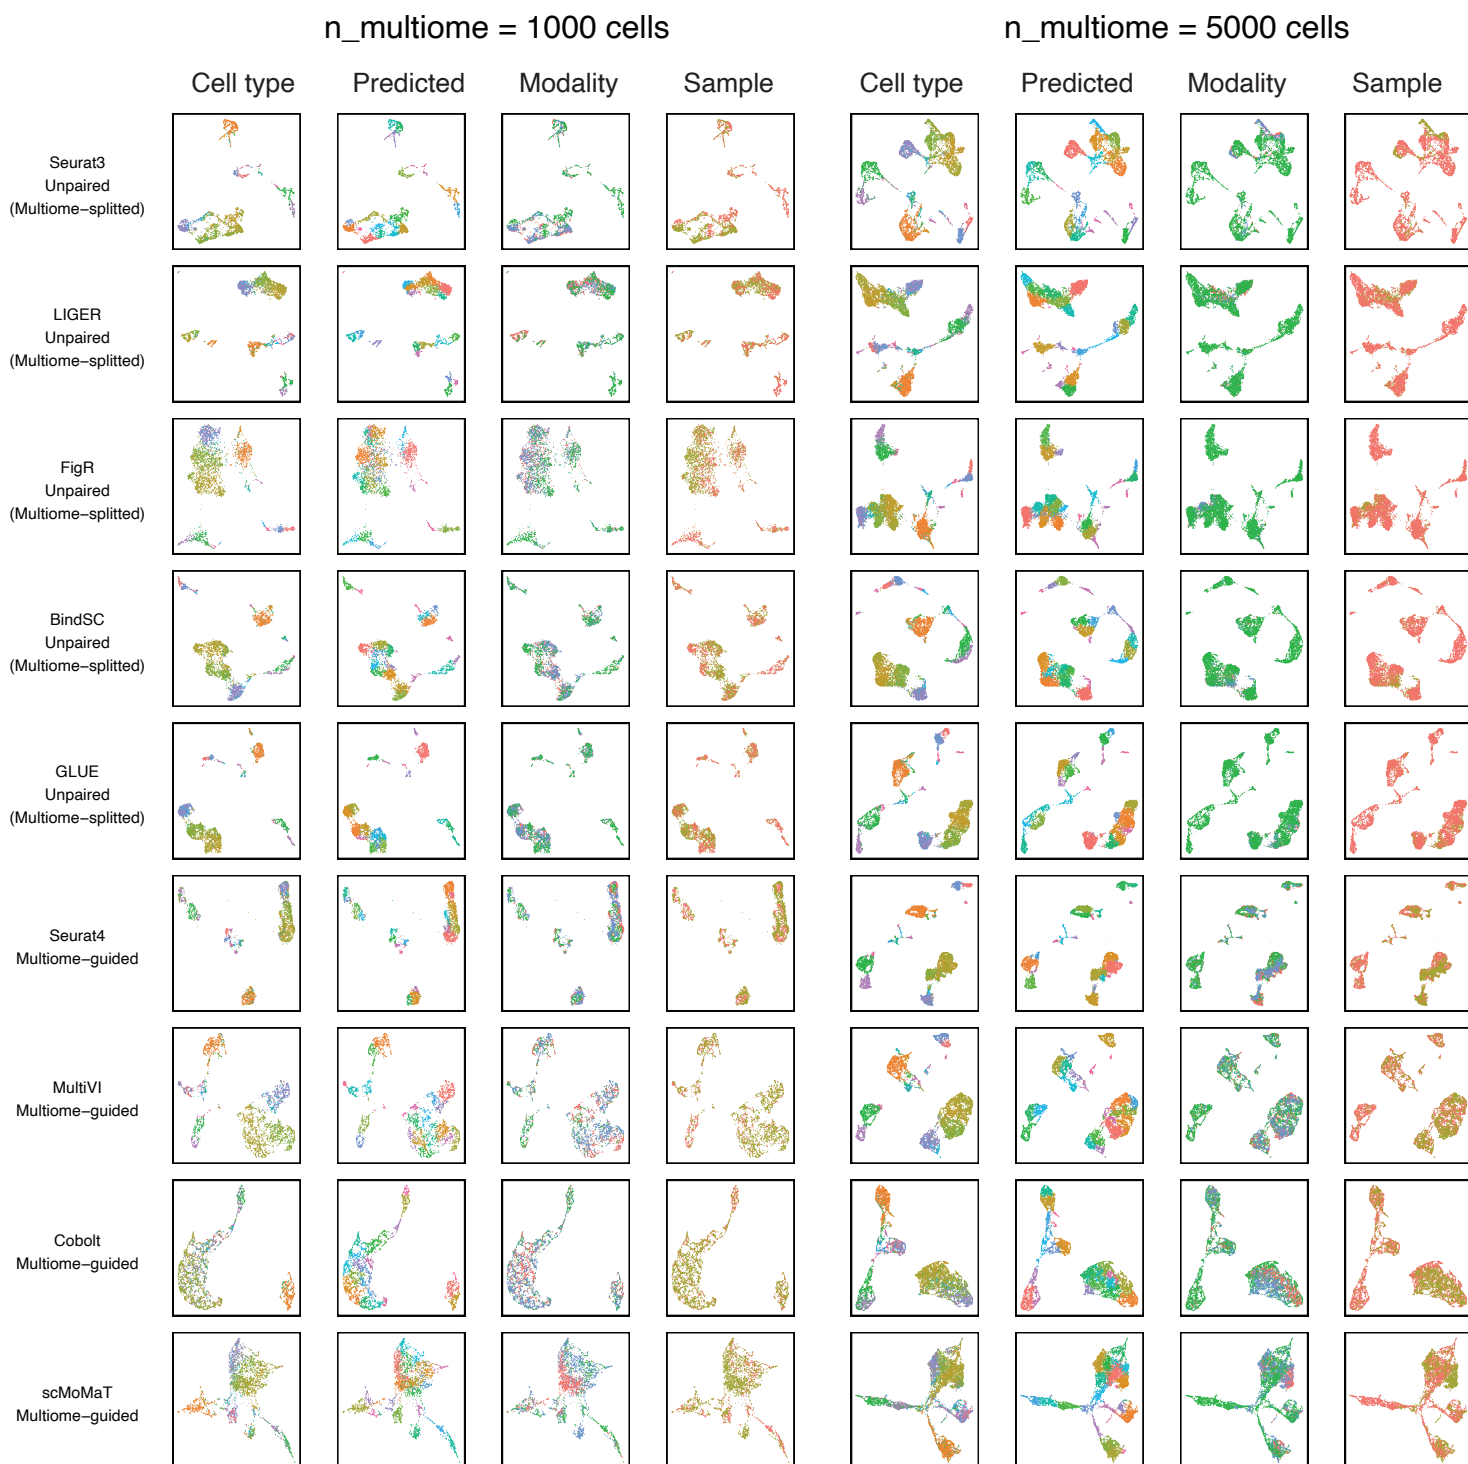 n_multiome = 1000 cells
n_multiome = 5000 cells
Cell type Predicted Modality Sample
Cell type Predicted Modality Sample
Seurat3
Unpaired
(Multiome−splitted)
LIGER
Unpaired
(Multiome−splitted)
FigR
Unpaired
(Multiome−splitted)
BindSC
Unpaired
(Multiome−splitted)
GLUE
Unpaired
(Multiome−splitted)
Seurat4
Multiome−guided
MultiVI
Multiome−guided
Cobolt
Multiome−guided
scMoMaT
Multiome−guided